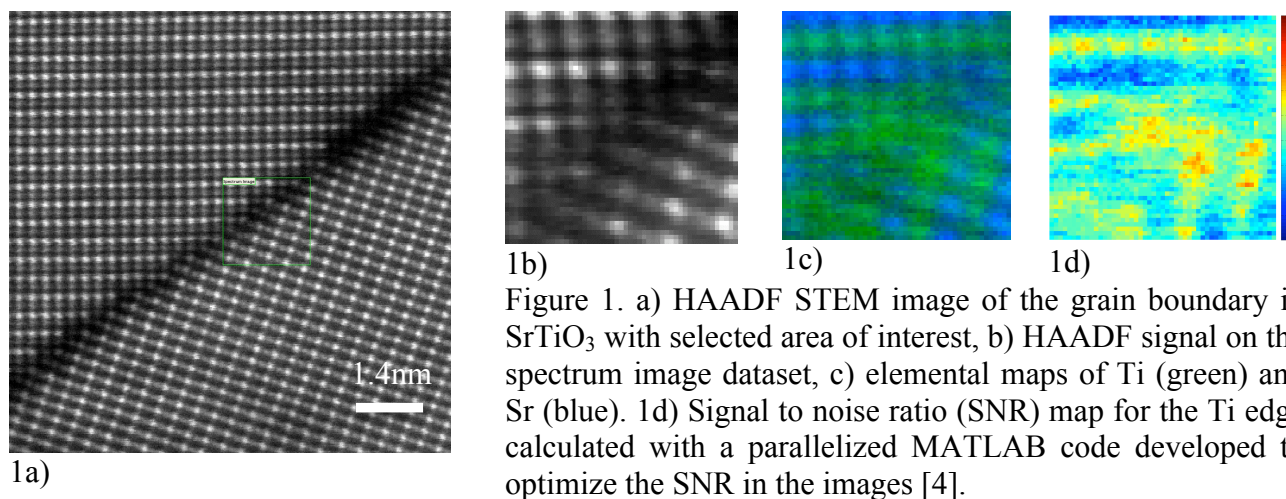 Spectrum Image
1.4nm
1a)
1b)
1c)
1d)
Figure 1. a) HAADF STEM image of the grain boundary i
SrTiO₃ with selected area of interest, b) HAADF signal on th
spectrum image dataset, c) elemental maps of Ti (green) an
Sr (blue). 1d) Signal to noise ratio (SNR) map for the Ti edg
calculated with a parallelized MATLAB code developed t
optimize the SNR in the images [4].